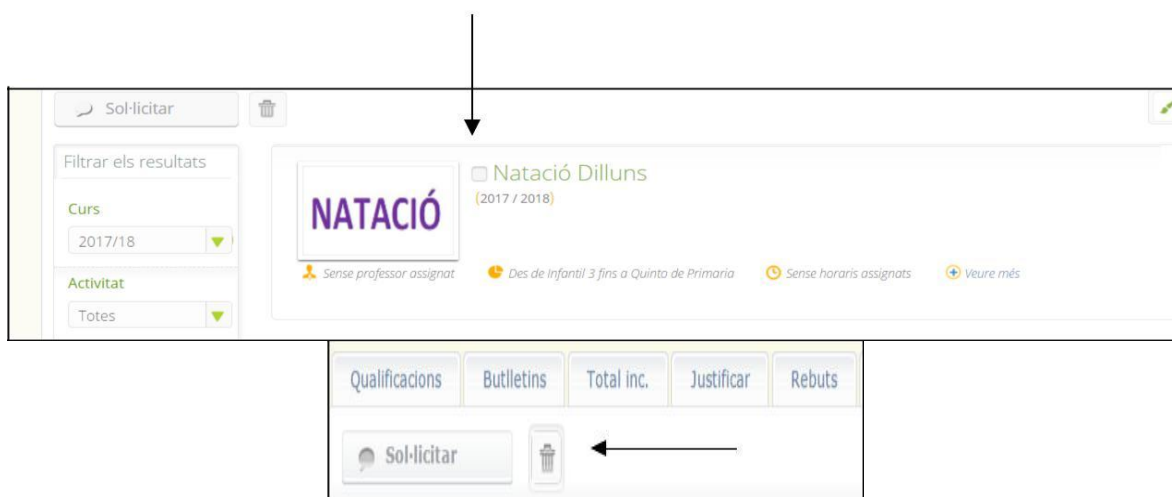 Sol·licitar
Filtrar els resultats
Curs
2017/18
Activitat
Totes
NATACIÓ
Natació Dilluns
(2017 / 2018)
Sense professor assignat Des de Infantil 3 fins a Quinto de Primaria Sense horaris assignats Veure més
Qualificacions Butlletins Total inc. Justificar Rebuts
Sol·licitar